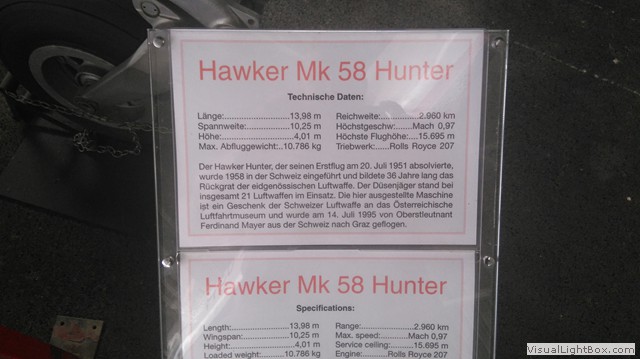 Hawker Mk 58 Hunter
Technische Daten:
Länge:..........................13,98 m Reichweite:...............2.960 km
Spannweite:..................10,25 m Höchstgeschw:.......Mach 0,97
Höhe:.............................4,01 m Höchste Flughöhe:....15.695 m
Max. Abfluggewicht:..10.786 kg Triebwerk:......Rolls Royce 207
Der Hawker Hunter, der seinen Erstflug am 20. Juli 1951 absolvierte,
wurde 1958 in der Schweiz eingeführt und bildete 36 Jahre lang das
Rückgrat der eidgenössischen Luftwaffe. Der Düsenjäger stand bei
insgesamt 21 Luftwaffen im Einsatz. Die hier ausgestellte Maschine
ist ein Geschenk der Schweizer Luftwaffe an das Österreichische
Luftfahrtmuseum und wurde am 14. Juli 1995 von Oberstleutnant
Ferdinand Mayer aus der Schweiz nach Graz geflogen.
Hawker Mk 58 Hunter
Specifications:
Length:..........................13,98 m Range:......................2.960 km
Wingspan:.....................10,25 m Max. speed:...........Mach 0,97
Height:...........................4,01 m Service ceiling:..........15.695 m
Loaded weight:..........10.786 kg Engine:..........Rolls Royce 207
VisualLightBox.com